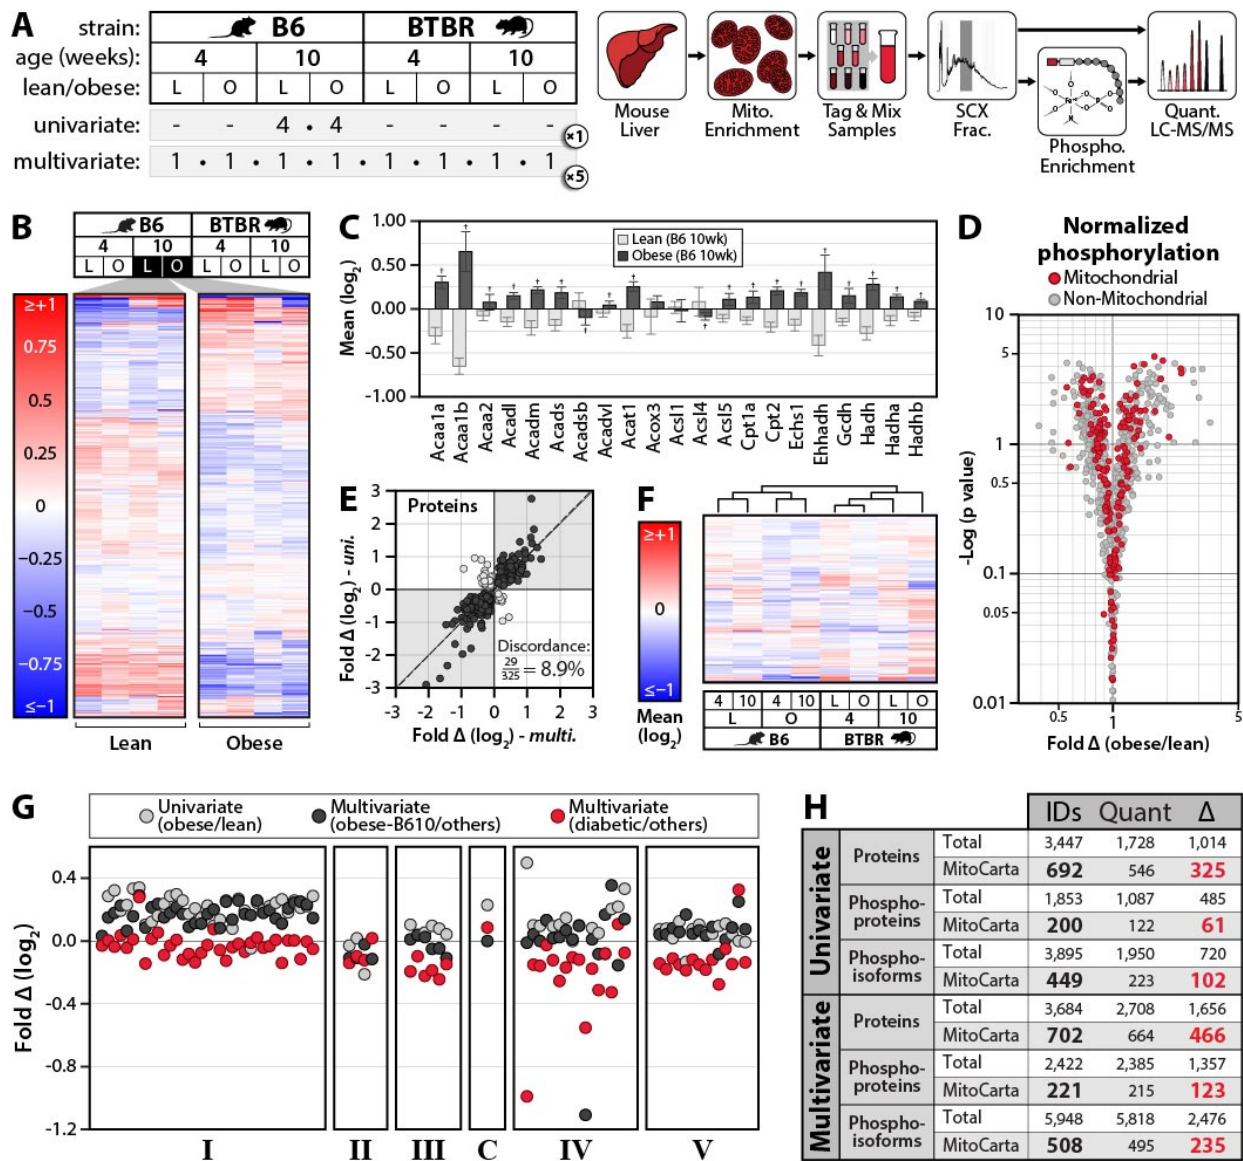 A
strain: B6 BTBR
age (weeks): 4 10 4 10
lean/obese: L O L O L O L O
univariate: - - 4 • 4 - - - - ×1
multivariate: 1 • 1 • 1 • 1 • 1 • 1 • 1 • 1 ×5
Mouse
Liver
Mito.
Enrichment
Tag & Mix
Samples
SCX
Frac.
Phospho.
Enrichment
Quant.
LC-MS/MS
B
B6 BTBR
4 10 4 10
L O L O L O L O
≥+1
0.75
0.5
0.25
0
−0.25
−0.5
−0.75
≤−1
Lean Obese
C
Mean (log2)
1.00
0.50
0.00
-0.50
-1.00
Lean (B6 10wk)
Obese (B6 10wk)
Acaa1a
Acaa1b
Acaa2
Acadl
Acadm
Acads
Acadsb
Acadvl
Acat1
Acox3
Acsl1
Acsl4
Acsl5
Cpt1a
Cpt2
Echs1
Ehhadh
Gcdh
Hadh
Hadha
Hadhb
D
Normalized
phosphorylation
Mitochondrial
Non-Mitochondrial
-Log (p value)
10
5
1
0.5
0.1
0.05
0.01
0.5 1 5
Fold Δ (obese/lean)
E
Proteins
Fold Δ (log2) - uni.
3
2
1
0
-1
-2
-3
Discordance:
29/325 = 8.9%
-3 -2 -1 0 1 2 3
Fold Δ (log2) - multi.
F
≥+1
0
≤−1
Mean
(log2)
4 10 4 10 L O L O
L O 4 10
B6 BTBR
G
Univariate
(obese/lean)
Multivariate
(obese-B610/others)
Multivariate
(diabetic/others)
Fold Δ (log2)
0.4
0.0
-0.4
-0.8
-1.2
I II III C IV V
H
IDs Quant Δ
Univariate
Proteins
Total 3,447 1,728 1,014
MitoCarta 692 546 325
Phospho-
proteins
Total 1,853 1,087 485
MitoCarta 200 122 61
Phospho-
isoforms
Total 3,895 1,950 720
MitoCarta 449 223 102
Multivariate
Proteins
Total 3,684 2,708 1,656
MitoCarta 702 664 466
Phospho-
proteins
Total 2,422 2,385 1,357
MitoCarta 221 215 123
Phospho-
isoforms
Total 5,948 5,818 2,476
MitoCarta 508 495 235